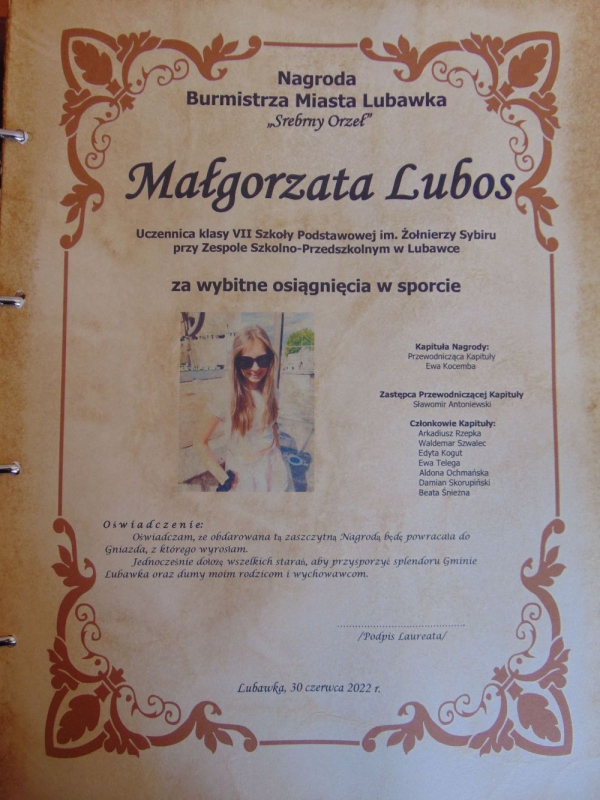 Nagroda
Burmistrza Miasta Lubawka
„Srebrny Orzeł”
Małgorzata Lubos
Uczennica klasy VII Szkoły Podstawowej im. Żołnierzy Sybiru
przy Zespole Szkolno-Przedszkolnym w Lubawce
za wybitne osiągnięcia w sporcie
Kapituła Nagrody:
Przewodnicząca Kapituły
Ewa Kocemba
Zastępca Przewodniczącej Kapituły
Sławomir Antoniewski
Członkowie Kapituły:
Arkadiusz Rzepka
Waldemar Szwalec
Edyta Kogut
Ewa Telega
Aldona Ochmańska
Damian Skorupiński
Beata Śnieżna
Oświadczenie:
Oświadczam, ze obdarowana tą zaszczytną Nagrodą będę powracała do
Gniazda, z którego wyrosłam.
Jednocześnie dołożę wszelkich starań, aby przysporzyć splendoru Gminie
Lubawka oraz dumy moim rodzicom i wychowawcom.
/Podpis Laureata/
Lubawka, 30 czerwca 2022 r.